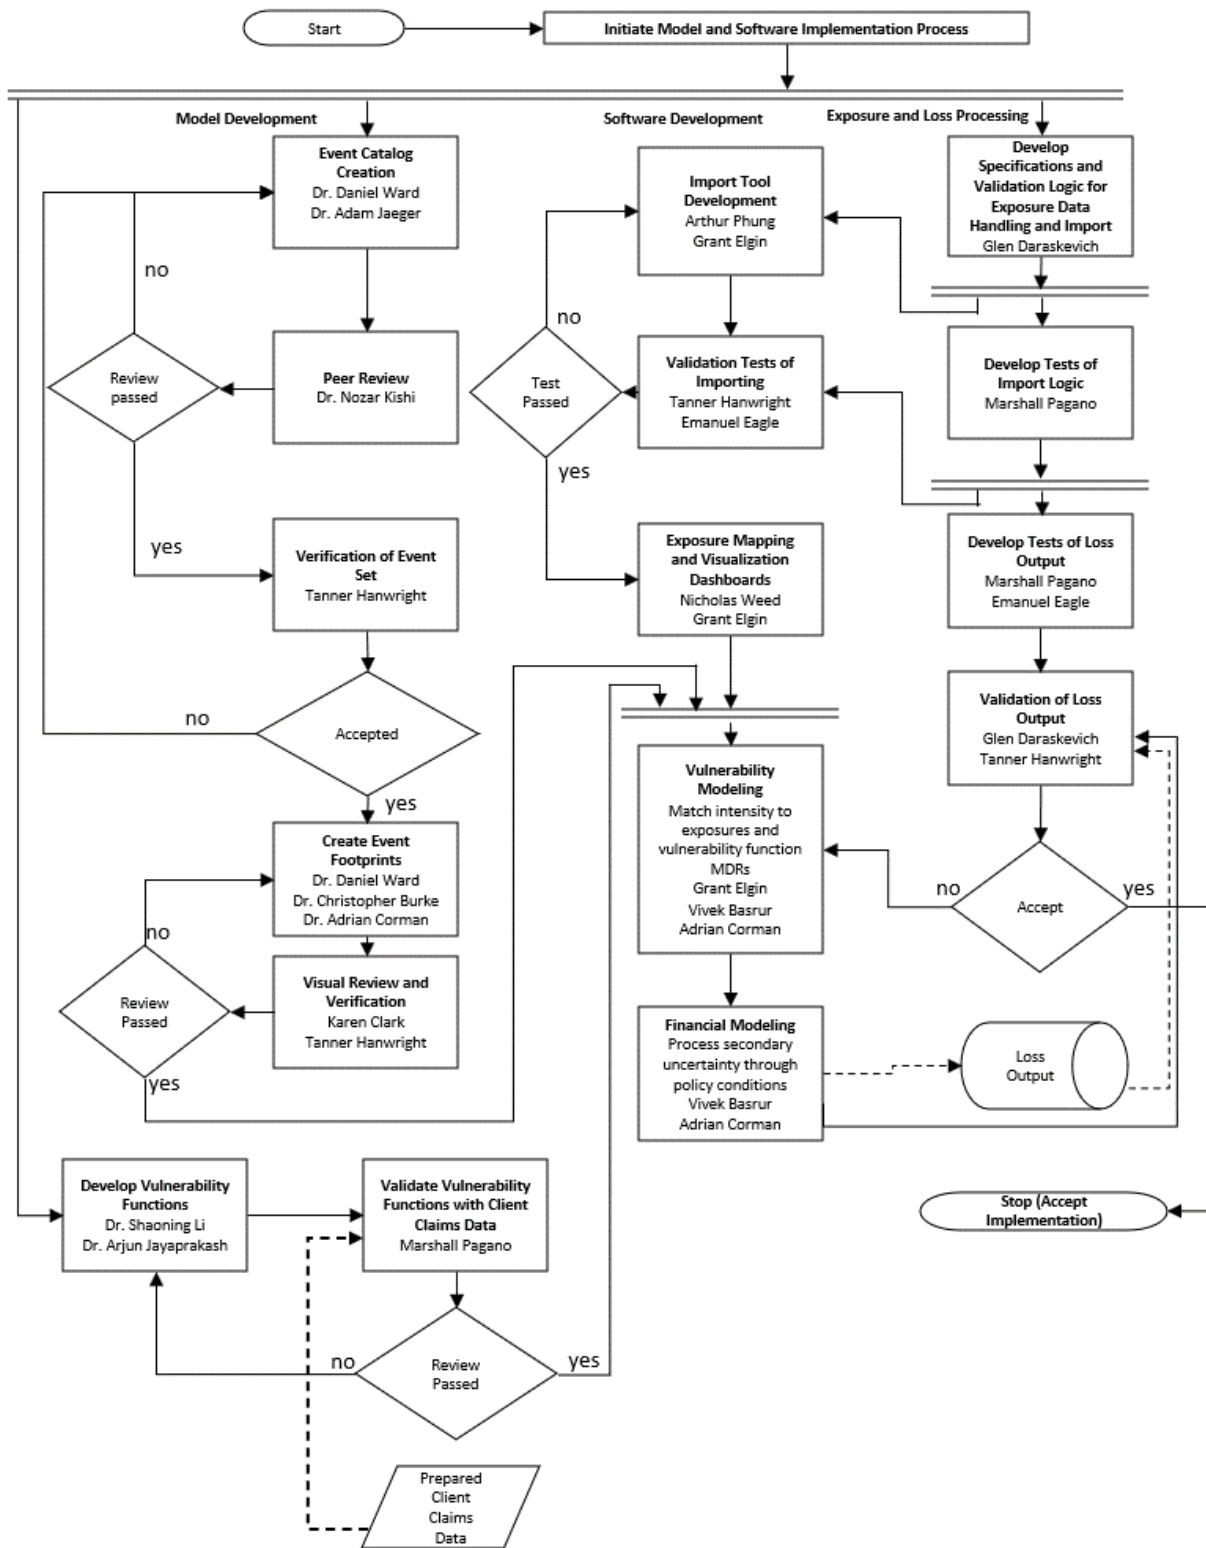 Start
Initiate Model and Software Implementation Process
Model Development
Software Development
Exposure and Loss Processing
Event Catalog
Creation
Dr. Daniel Ward
Dr. Adam Jaeger
no
Peer Review
Dr. Nozar Kishi
Review
passed
yes
Verification of Event
Set
Tanner Hanwright
no
Accepted
yes
Create Event
Footprints
Dr. Daniel Ward
Dr. Christopher Burke
Dr. Adrian Corman
no
Visual Review and
Verification
Karen Clark
Tanner Hanwright
Review
Passed
yes
Develop Vulnerability
Functions
Dr. Shaoning Li
Dr. Arjun Jayaprakash
Validate Vulnerability
Functions with Client
Claims Data
Marshall Pagano
no
Review
Passed
yes
Prepared
Client
Claims
Data
Import Tool
Development
Arthur Phung
Grant Elgin
no
Validation Tests of
Importing
Tanner Hanwright
Emanuel Eagle
Test
Passed
yes
Exposure Mapping
and Visualization
Dashboards
Nicholas Weed
Grant Elgin
Vulnerability
Modeling
Match intensity to
exposures and
vulnerability function
MDRs
Grant Elgin
Vivek Basrur
Adrian Corman
Financial Modeling
Process secondary
uncertainty through
policy conditions
Vivek Basrur
Adrian Corman
Develop
Specifications and
Validation Logic for
Exposure Data
Handling and Import
Glen Daraskevich
Develop Tests of
Import Logic
Marshall Pagano
Develop Tests of Loss
Output
Marshall Pagano
Emanuel Eagle
Validation of Loss
Output
Glen Daraskevich
Tanner Hanwright
no
Accept
yes
Loss
Output
Stop (Accept
Implementation)